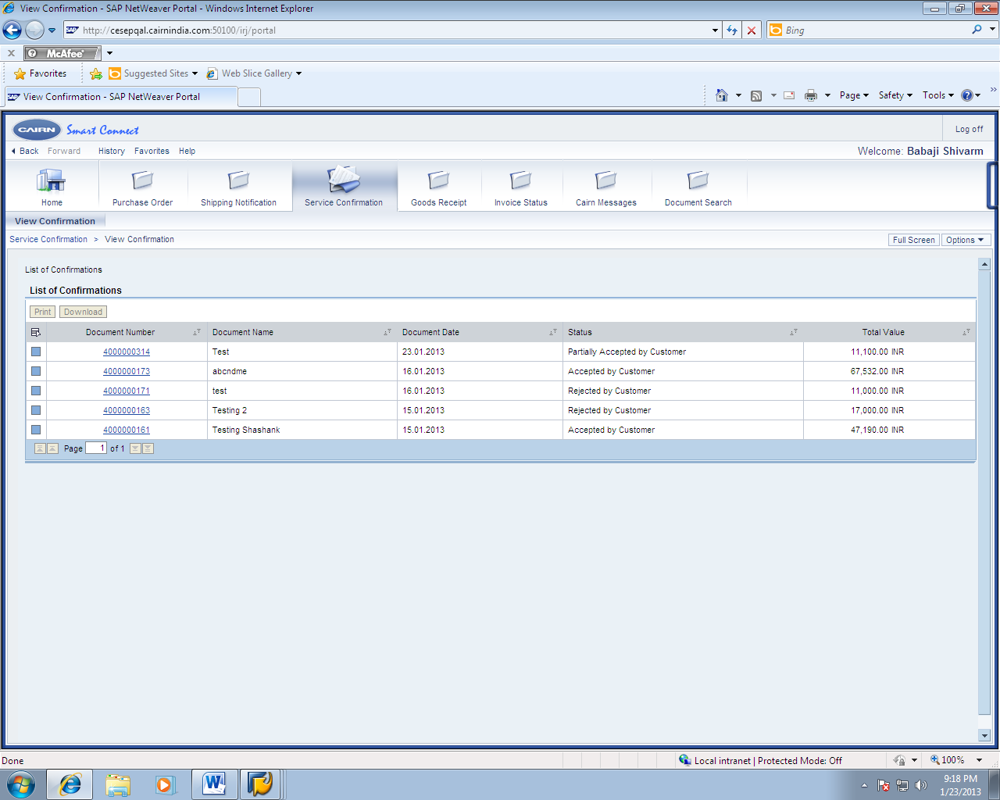 View Confirmation - SAP NetWeaver Portal - Windows Internet Explorer
http://cesepqal.cairnindia.com:50100/irj/portal
Bing
x McAfee
Favorites Suggested Sites Web Slice Gallery
View Confirmation - SAP NetWeaver Portal Page Safety Tools
CAIRN Smart Connect Log off
Back Forward History Favorites Help Welcome: Babaji Shivarm
Home Purchase Order Shipping Notification Service Confirmation Goods Receipt Invoice Status Cairn Messages Document Search
View Confirmation
Service Confirmation > View Confirmation Full Screen Options
List of Confirmations
List of Confirmations
Print Download
Document Number Document Name Document Date Status Total Value
4000000314 Test 23.01.2013 Partially Accepted by Customer 11,100.00 INR
4000000173 abcndme 16.01.2013 Accepted by Customer 67,532.00 INR
4000000171 test 16.01.2013 Rejected by Customer 11,000.00 INR
4000000163 Testing 2 15.01.2013 Rejected by Customer 17,000.00 INR
4000000161 Testing Shashank 15.01.2013 Accepted by Customer 47,190.00 INR
Page 1 of 1
Done Local intranet | Protected Mode: Off 100%
9:18 PM
1/23/2013